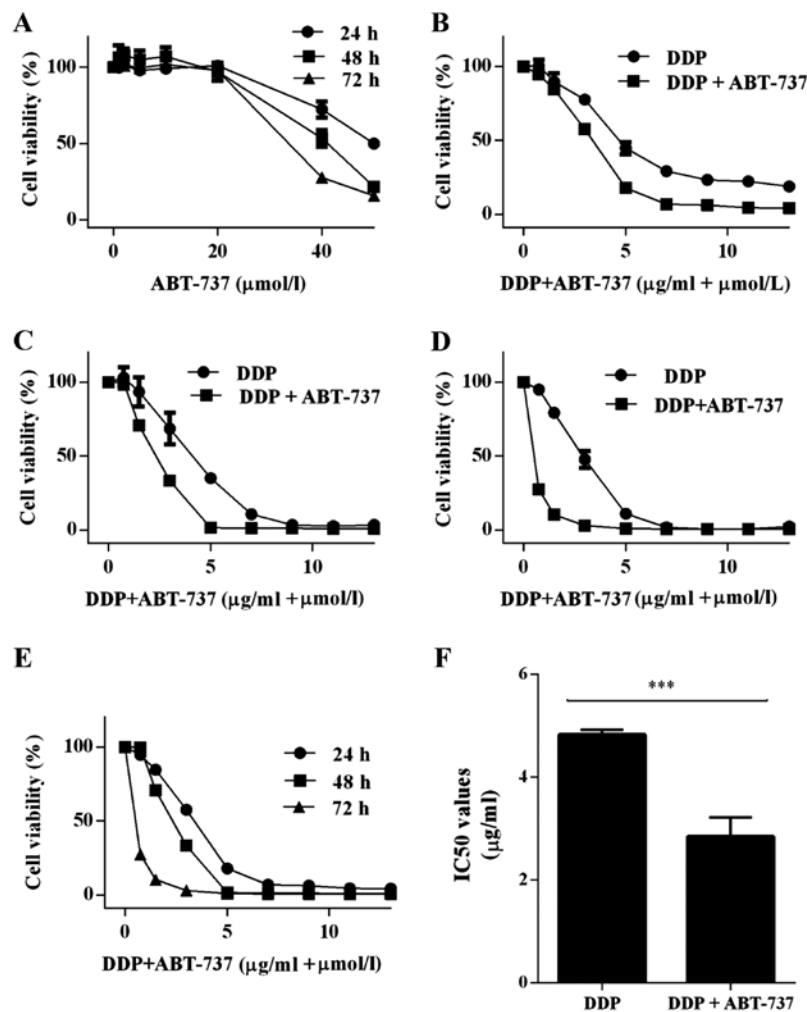 A
Cell viability (%)
100
50
0
24 h
48 h
72 h
0
20
40
ABT-737 (μmol/l)
B
Cell viability (%)
100
50
0
DDP
DDP + ABT-737
0
5
10
DDP+ABT-737 (μg/ml + μmol/L)
C
Cell viability (%)
100
50
0
DDP
DDP + ABT-737
0
5
10
DDP+ABT-737 (μg/ml +μmol/l)
D
Cell viability (%)
100
50
0
DDP
DDP+ABT-737
0
5
10
DDP+ABT-737 (μg/ml +μmol/l)
E
Cell viability (%)
100
50
0
24 h
48 h
72 h
0
5
10
DDP+ABT-737 (μg/ml +μmol/l)
F
IC50 values
(μg/ml)
6
4
2
0
***
DDP
DDP + ABT-737